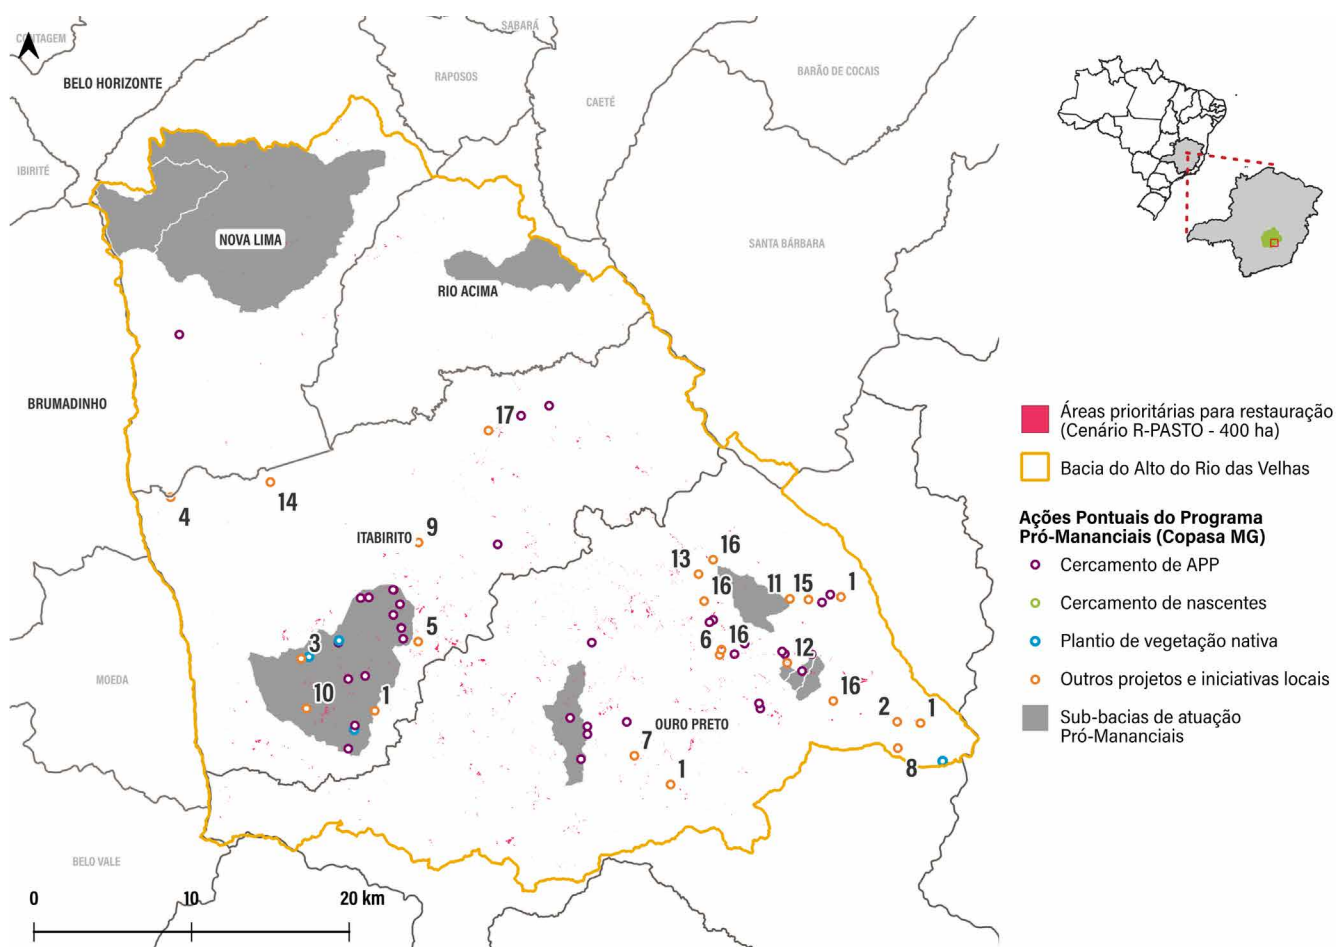 SABARÁ
CONTAGEM
BELO HORIZONTE
RAPOSOS
BARÃO DE COCAIS
CAETÉ
IBIRITÉ
NOVA LIMA
SANTA BÁRBARA
RIO ACIMA
BRUMADINHO
17
4
14
9
ITABIRITO
16
13
16
11
15
1
5
3
6
16
12
MOEDA
10
1
16
OURO PRETO
2
1
7
1
8
BELO VALE
0
10
20 km
Áreas prioritárias para restauração
(Cenário R-PASTO - 400 ha)
Bacia do Alto do Rio das Velhas
Ações Pontuais do Programa
Pró-Mananciais (Copasa MG)
Cercamento de APP
Cercamento de nascentes
Plantio de vegetação nativa
Outros projetos e iniciativas locais
Sub-bacias de atuação
Pró-Mananciais